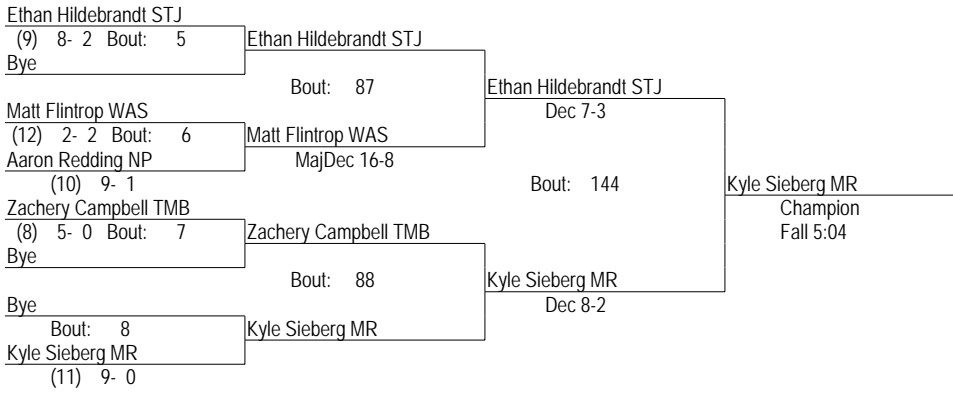 Ethan Hildebrandt STJ
(9) 8- 2 Bout: 5
Bye
Ethan Hildebrandt STJ
Bout: 87
Matt Flintrop WAS
(12) 2- 2 Bout: 6
Aaron Redding NP
(10) 9- 1
Matt Flintrop WAS
MajDec 16-8
Ethan Hildebrandt STJ
Dec 7-3
Bout: 144
Zachery Campbell TMB
(8) 5- 0 Bout: 7
Bye
Zachery Campbell TMB
Bout: 88
Bye
Bout: 8
Kyle Sieberg MR
(11) 9- 0
Kyle Sieberg MR
Kyle Sieberg MR
Dec 8-2
Kyle Sieberg MR
Champion
Fall 5:04